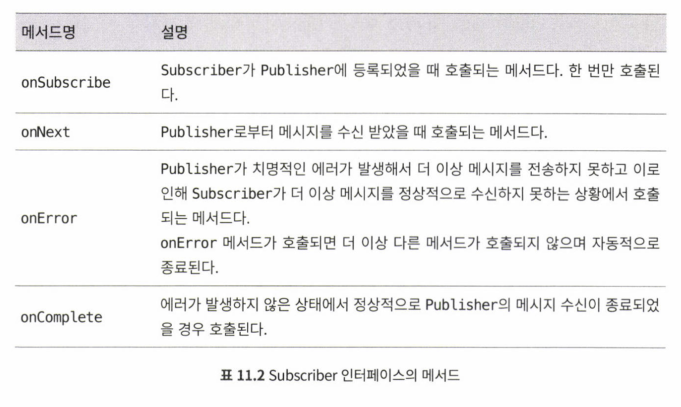 메서드명 설명
onSubscribe
Subscriber가 Publisher에 등록되었을 때 호출되는 메서드다. 한 번만 호출된
다.
onNext Publisher로부터 메시지를 수신 받았을 때 호출되는 메서드다.
onError
Publisher가 치명적인 에러가 발생해서 더 이상 메시지를 전송하지 못하고 이로
인해 Subscriber가 더 이상 메시지를 정상적으로 수신하지 못하는 상황에서 호출
되는 메서드다.
onError 메서드가 호출되면 더 이상 다른 메서드가 호출되지 않으며 자동적으로
종료된다.
onComplete
에러가 발생하지 않은 상태에서 정상적으로 Publisher의 메시지 수신이 종료되었
을 경우 호출된다.
표 11.2 Subscriber 인터페이스의 메서드